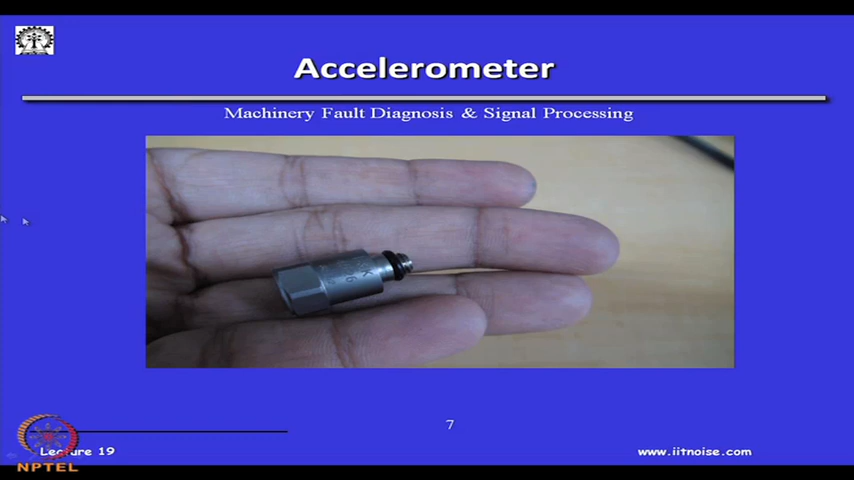 Accelerometer
Machinery Fault Diagnosis & Signal Processing
7
Lecture 19
www.iitnoise.com
NPTEL